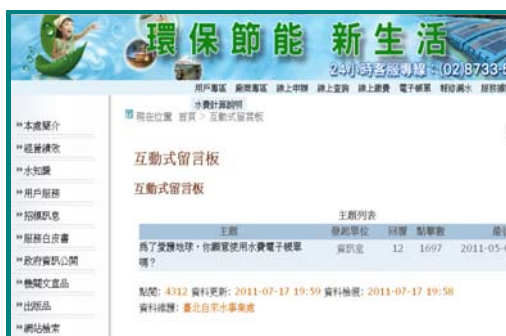 環保節能 新生活
24小時客服專線:(02)8733-5
用戶專區 廠商專區 線上申辦 線上查詢 線上繳費 電子帳單 輕鬆漏水 服務據
水費計算說明
現在位置 首頁 > 互動式留言板
互動式留言板
互動式留言板
主題列表
主題 發起單位 回響 點擊數 最後
為了愛護地球,你願意使用水費電子帳單嗎? 資訊室 12 1697 2011-05-0
點閱: 4312 資料更新: 2011-07-17 19:59 資料檢視: 2011-07-17 19:58
資料維護: 臺北自來水事業處
»本處簡介
»經營績效
»水知識
»用戶服務
»招標訊息
»服務白皮書
»政府資訊公開
»機關文宣品
»出版品
»網站檢索